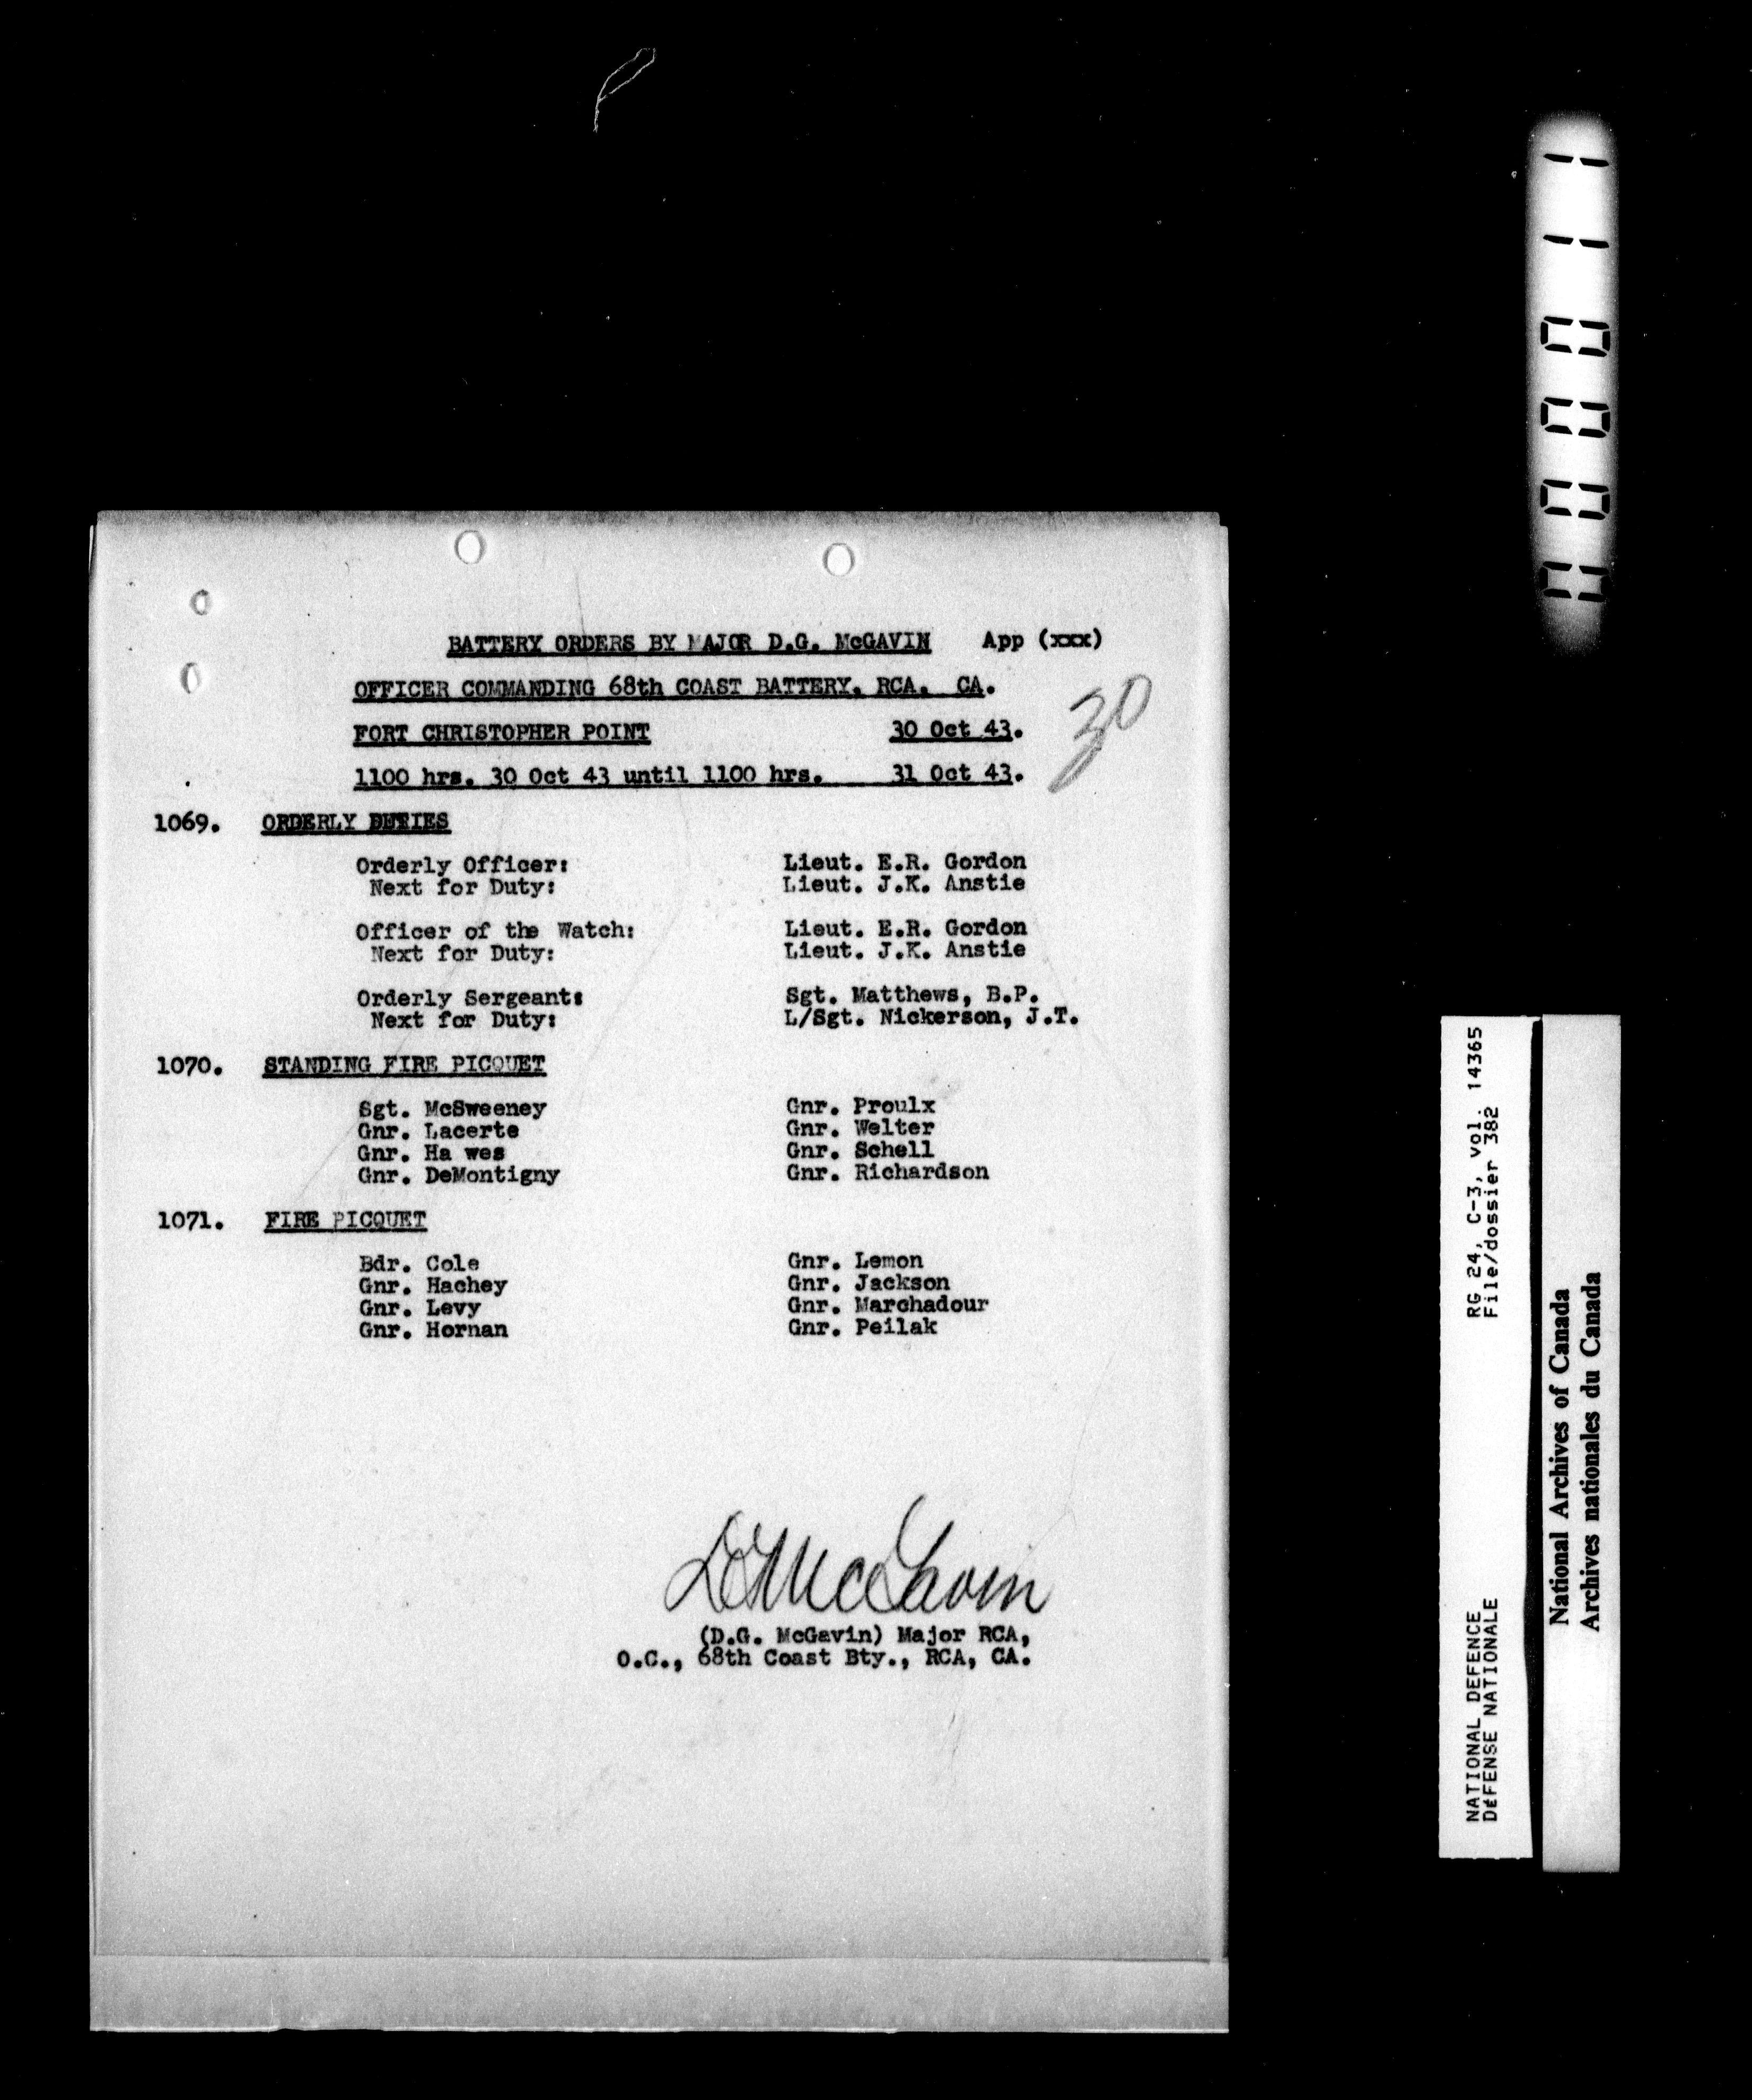 BATTERY ORDERS BY MAJOR D.G. McGAVIN App (xxx)
OFFICER COMMANDING 68th COAST BATTERY, RCA, CA.
30
FORT CHRISTOPHER POINT 30 Oct 43.
1100 hrs. 30 Oct 43 until 1100 hrs. 31 Oct 43.
1069. ORDERLY DUTIES
Orderly Officer: Lieut. E.R. Gordon
Next for Duty: Lieut. J.K. Anstie
Officer of the Watch: Lieut. E.R. Gordon
Next for Duty: Lieut. J.K. Anstie
Orderly Sergeant: Sgt. Matthews, B.P.
Next for Duty: L/Sgt. Nickerson, J.T.
1070. STANDING FIRE PICQUET
Sgt. McSweeney Gnr. Proulx
Gnr. Lacerte Gnr. Welter
Gnr. Ha wes Gnr. Schell
Gnr. DeMontigny Gnr. Richardson
1071. FIRE PICQUET
Bdr. Cole Gnr. Lemon
Gnr. Hachey Gnr. Jackson
Gnr. Levy Gnr. Marchadour
Gnr. Hornan Gnr. Peilak
DGMcGavin
(D.G. McGavin) Major RCA,
O.C., 68th Coast Bty., RCA, CA.
NATIONAL DEFENCE RG 24, C-3, vol. 14365
DÉFENSE NATIONALE File/dossier 382
National Archives of Canada
Archives nationales du Canada